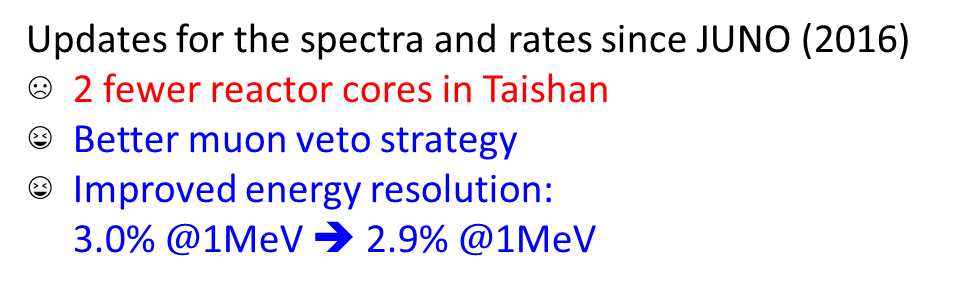 Updates for the spectra and rates since JUNO (2016)
☹ 2 fewer reactor cores in Taishan
😆 Better muon veto strategy
😆 Improved energy resolution:
3.0% @1MeV ➔ 2.9% @1MeV